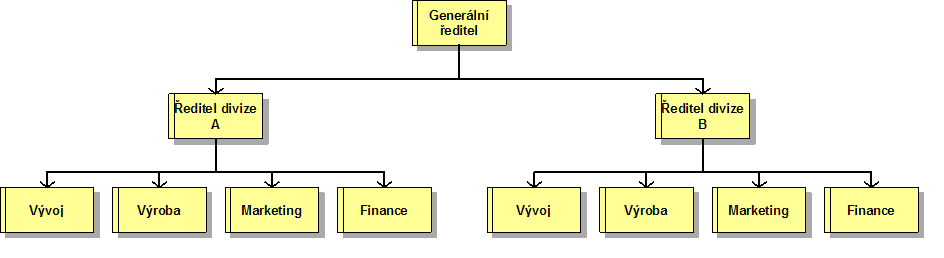 Generální
ředitel
Ředitel divize
A
Ředitel divize
B
Vývoj
Výroba
Marketing
Finance
Vývoj
Výroba
Marketing
Finance